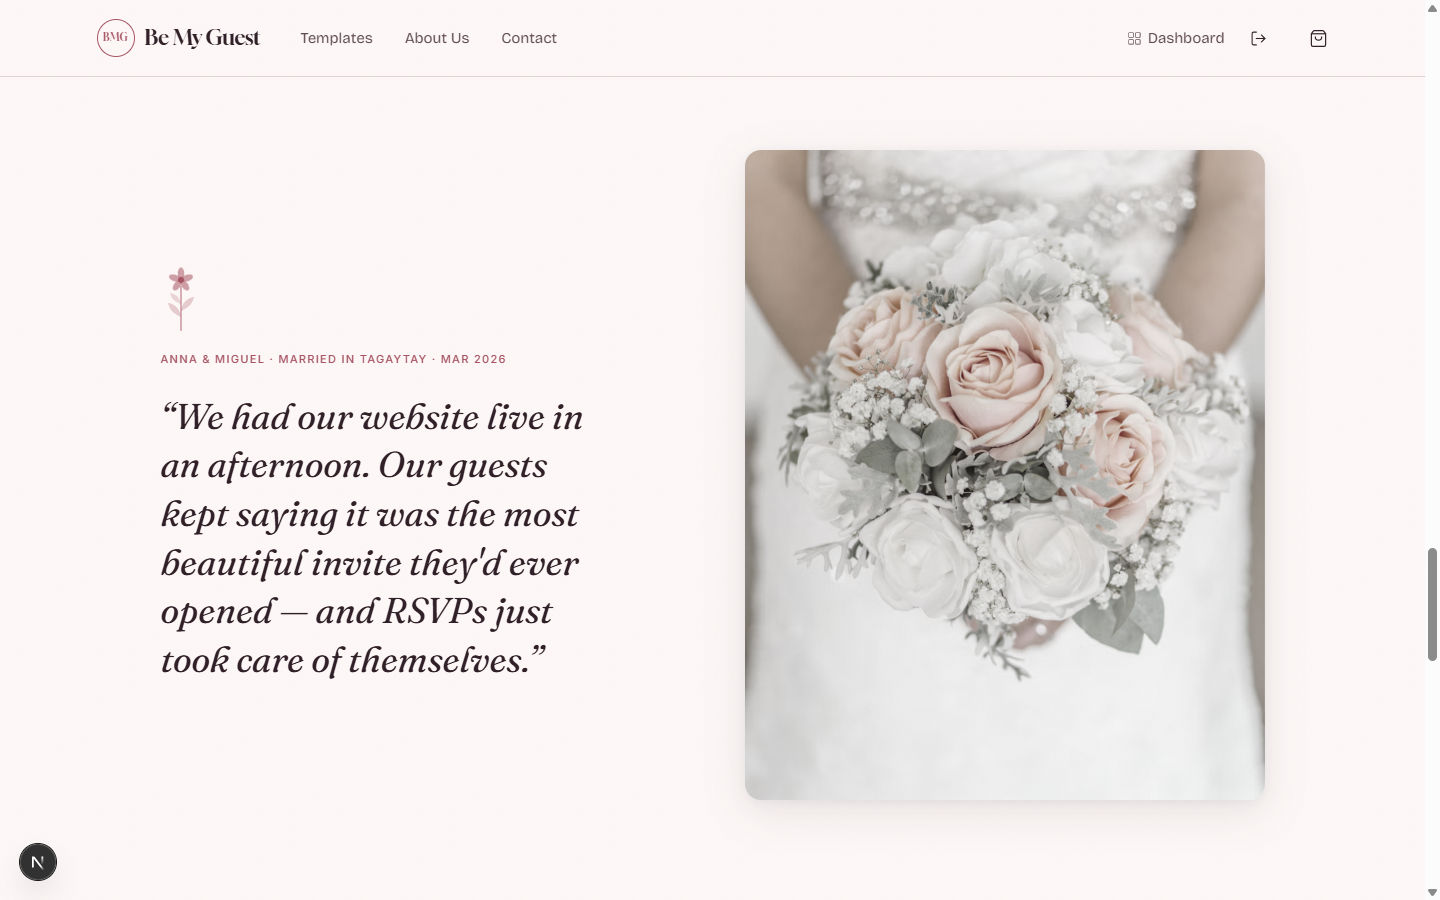 BMG
Be My Guest
Templates
About Us
Contact
Dashboard
ANNA & MIGUEL · MARRIED IN TAGAYTAY · MAR 2026
“We had our website live in
an afternoon. Our guests
kept saying it was the most
beautiful invite they'd ever
opened — and RSVPs just
took care of themselves.”
N